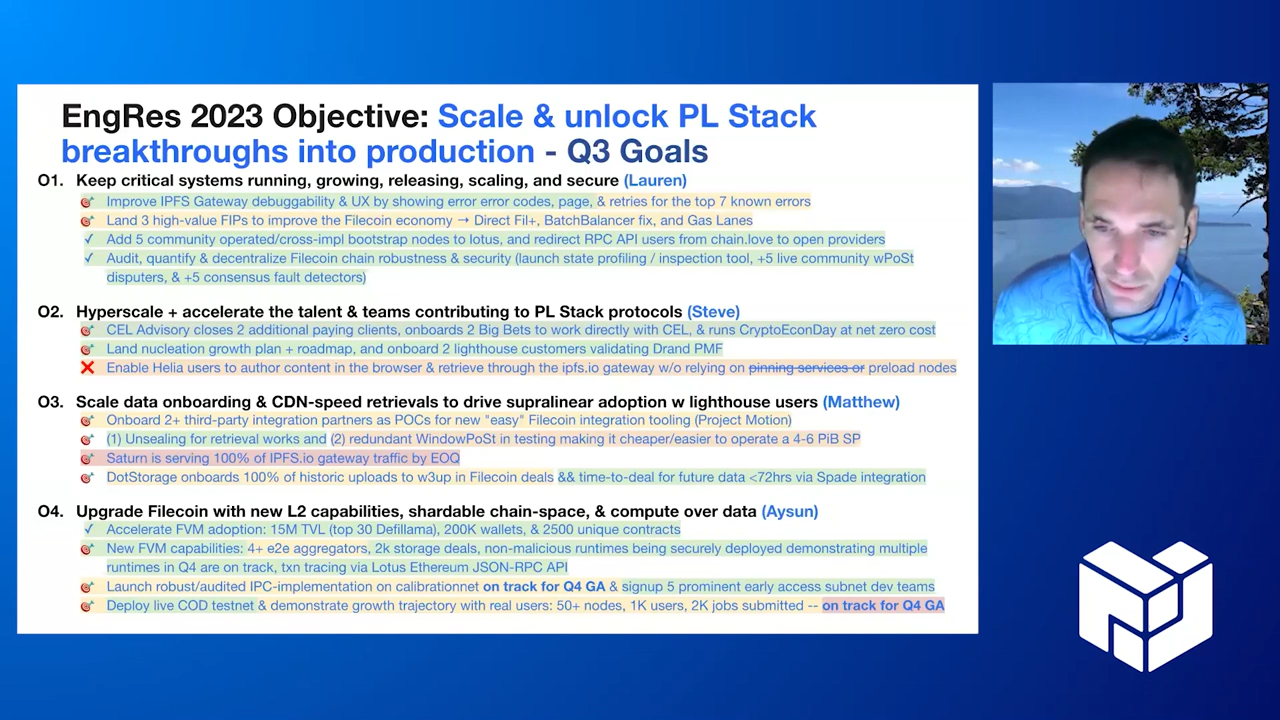 EngRes 2023 Objective: Scale & unlock PL Stack
breakthroughs into production - Q3 Goals
O1. Keep critical systems running, growing, releasing, scaling, and secure (Lauren)
Improve IPFS Gateway debuggability & UX by showing error error codes, page, & retries for the top 7 known errors
Land 3 high-value FIPs to improve the Filecoin economy → Direct Fil+, BatchBalancer fix, and Gas Lanes
✓ Add 5 community operated/cross-impl bootstrap nodes to lotus, and redirect RPC API users from chain.love to open providers
✓ Audit, quantify & decentralize Filecoin chain robustness & security (launch state profiling / inspection tool, +5 live community wPoSt
disputers, & +5 consensus fault detectors)
O2. Hyperscale + accelerate the talent & teams contributing to PL Stack protocols (Steve)
CEL Advisory closes 2 additional paying clients, onboards 2 Big Bets to work directly with CEL, & runs CryptoEconDay at net zero cost
Land nucleation growth plan + roadmap, and onboard 2 lighthouse customers validating Drand PMF
❌ Enable Helia users to author content in the browser & retrieve through the ipfs.io gateway w/o relying on pinning services or preload nodes
O3. Scale data onboarding & CDN-speed retrievals to drive supralinear adoption w lighthouse users (Matthew)
Onboard 2+ third-party integration partners as POCs for new "easy" Filecoin integration tooling (Project Motion)
(1) Unsealing for retrieval works and (2) redundant WindowPoSt in testing making it cheaper/easier to operate a 4-6 PiB SP
Saturn is serving 100% of IPFS.io gateway traffic by EOQ
DotStorage onboards 100% of historic uploads to w3up in Filecoin deals && time-to-deal for future data <72hrs via Spade integration
O4. Upgrade Filecoin with new L2 capabilities, shardable chain-space, & compute over data (Aysun)
✓ Accelerate FVM adoption: 15M TVL (top 30 Defillama), 200K wallets, & 2500 unique contracts
New FVM capabilities: 4+ e2e aggregators, 2k storage deals, non-malicious runtimes being securely deployed demonstrating multiple
runtimes in Q4 are on track, txn tracing via Lotus Ethereum JSON-RPC API
Launch robust/audited IPC-implementation on calibrationnet on track for Q4 GA & signup 5 prominent early access subnet dev teams
Deploy live COD testnet & demonstrate growth trajectory with real users: 50+ nodes, 1K users, 2K jobs submitted -- on track for Q4 GA